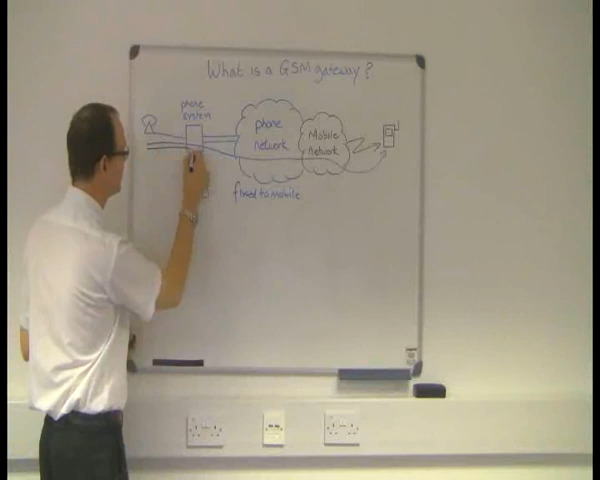 What is a GSM gateway?
phone
system
phone
network
Mobile
network
fixed to mobile